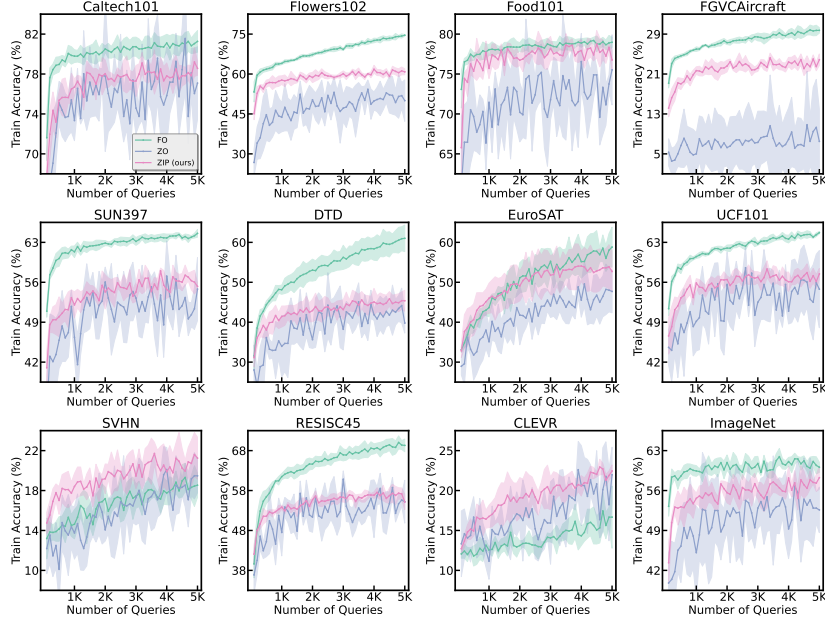 Caltech101
Flowers102
Food101
FGVCAircraft
Train Accuracy (%)
82
78
74
70
FO
ZO
ZIP (ours)
1K 2K 3K 4K 5K
Number of Queries
Train Accuracy (%)
75
60
45
30
1K 2K 3K 4K 5K
Number of Queries
Train Accuracy (%)
80
75
70
65
1K 2K 3K 4K 5K
Number of Queries
Train Accuracy (%)
29
21
13
5
1K 2K 3K 4K 5K
Number of Queries
SUN397
DTD
EuroSAT
UCF101
Train Accuracy (%)
63
56
49
42
1K 2K 3K 4K 5K
Number of Queries
Train Accuracy (%)
60
50
40
30
1K 2K 3K 4K 5K
Number of Queries
Train Accuracy (%)
60
50
40
30
1K 2K 3K 4K 5K
Number of Queries
Train Accuracy (%)
63
56
49
42
1K 2K 3K 4K 5K
Number of Queries
SVHN
RESISC45
CLEVR
ImageNet
Train Accuracy (%)
22
18
14
10
1K 2K 3K 4K 5K
Number of Queries
Train Accuracy (%)
68
58
48
38
1K 2K 3K 4K 5K
Number of Queries
Train Accuracy (%)
25
20
15
10
1K 2K 3K 4K 5K
Number of Queries
Train Accuracy (%)
63
56
49
42
1K 2K 3K 4K 5K
Number of Queries